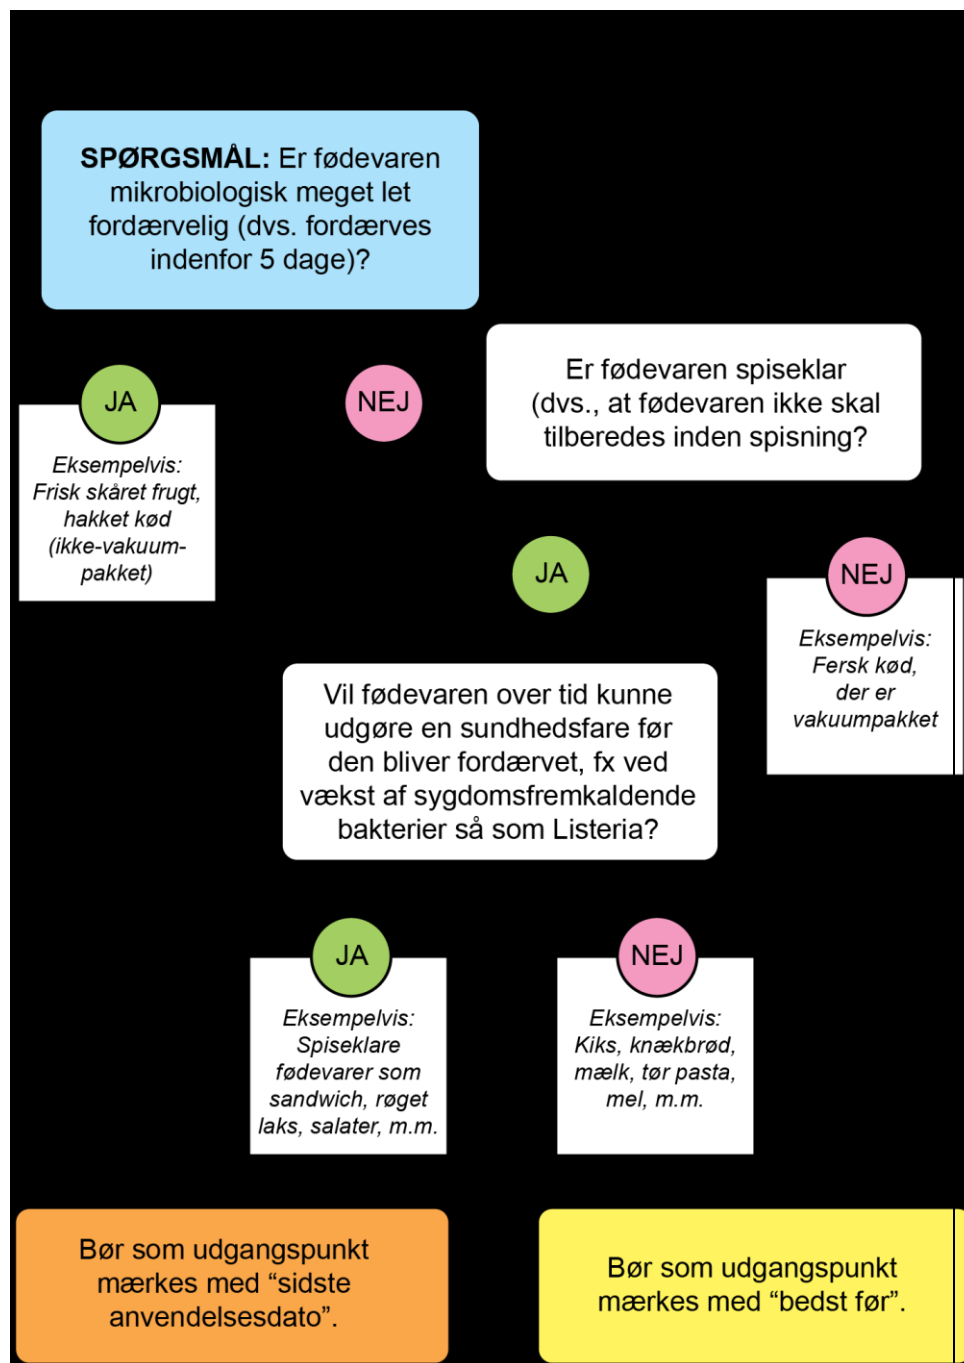 SPØRGSMÅL: Er fødevaren
mikrobiologisk meget let
fordærvelig (dvs. fordærves
indenfor 5 dage)?
JA
Eksempelvis:
Frisk skåret frugt,
hakket kød
(ikke-vakuum-
pakket)
NEJ
Er fødevaren spiseklar
(dvs., at fødevaren ikke skal
tilberedes inden spisning?
JA
NEJ
Eksempelvis:
Fersk kød,
der er
vakuumpakket
Vil fødevaren over tid kunne
udgøre en sundhedsfare før
den bliver fordærvet, fx ved
vækst af sygdomsfremkaldende
bakterier så som Listeria?
JA
Eksempelvis:
Spiseklare
fødevarer som
sandwich, røget
laks, salater, m.m.
NEJ
Eksempelvis:
Kiks, knækbrød,
mælk, tør pasta,
mel, m.m.
Bør som udgangspunkt
mærkes med “sidste
anvendelsesdato”.
Bør som udgangspunkt
mærkes med “bedst før”.